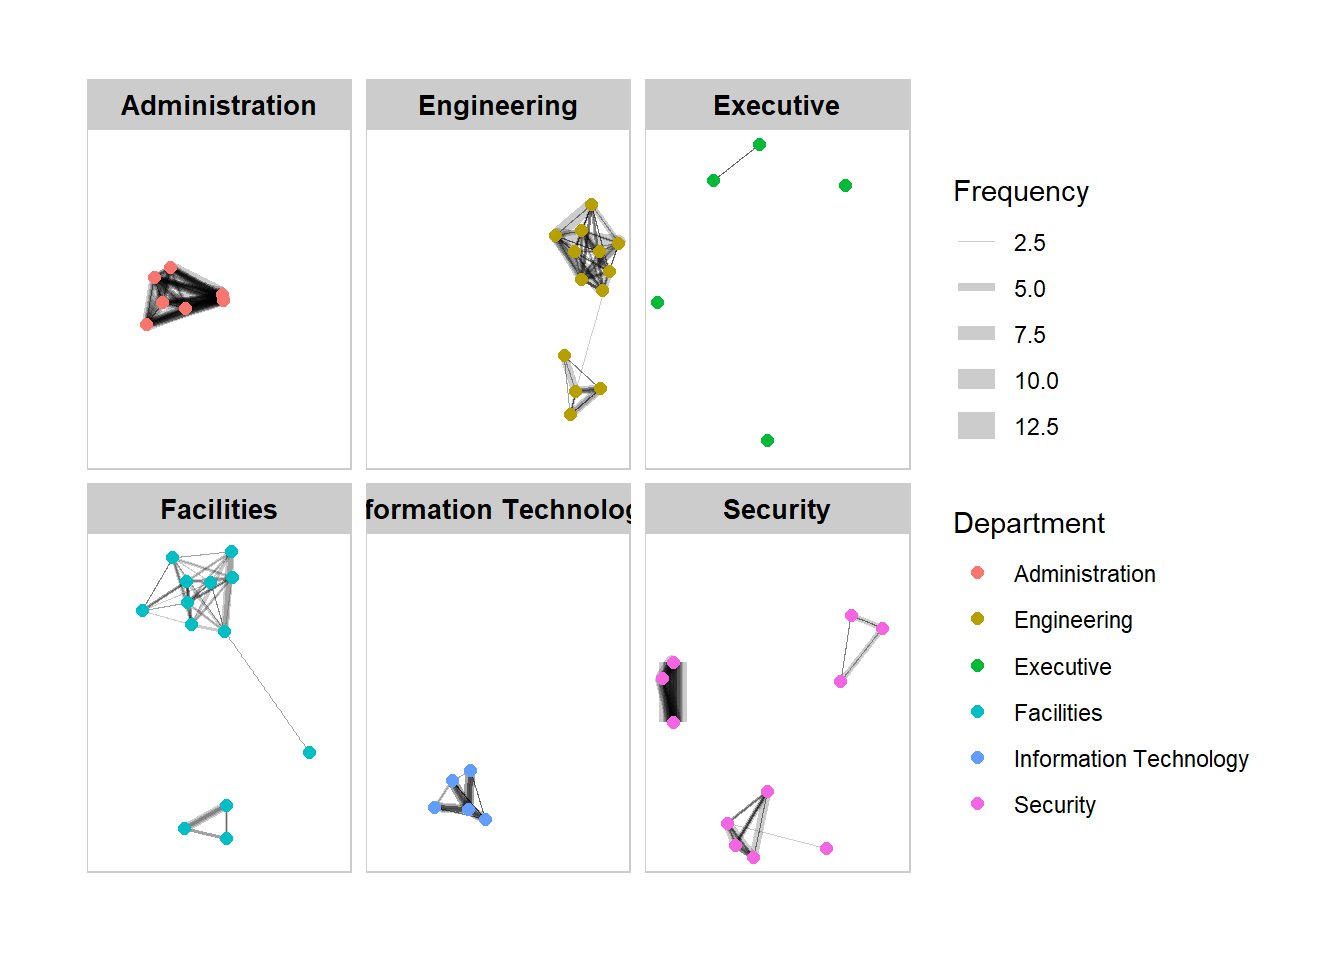 Administration
Engineering
Executive
Facilities
formation Technolog
Security
Frequency
2.5
5.0
7.5
10.0
12.5
Department
Administration
Engineering
Executive
Facilities
Information Technology
Security